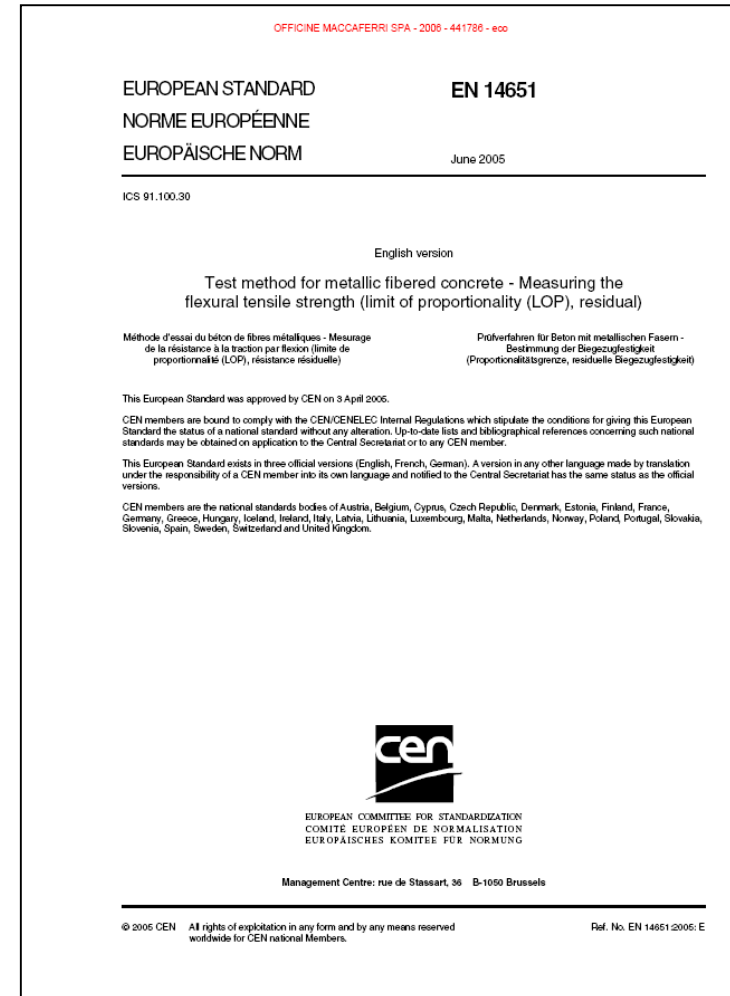 OFFICINE MACCAFERRI SPA - 2006 - 441786 - eco
EUROPEAN STANDARD
NORME EUROPÉENNE
EUROPÄISCHE NORM
EN 14651
June 2005
ICS 91.100.30
English version
Test method for metallic fibered concrete - Measuring the
flexural tensile strength (limit of proportionality (LOP), residual)
Méthode d'essai du béton de fibres métalliques - Mesurage
de la résistance à la traction par flexion (limite de
proportionnalité (LOP), résistance résiduelle)
Prüfverfahren für Beton mit metallischen Fasern -
Bestimmung der Biegezugfestigkeit
(Proportionalitätsgrenze, residuelle Biegezugfestigkeit)
This European Standard was approved by CEN on 3 April 2005.
CEN members are bound to comply with the CEN/CENELEC Internal Regulations which stipulate the conditions for giving this European
Standard the status of a national standard without any alteration. Up-to-date lists and bibliographical references concerning such national
standards may be obtained on application to the Central Secretariat or to any CEN member.
This European Standard exists in three official versions (English, French, German). A version in any other language made by translation
under the responsibility of a CEN member into its own language and notified to the Central Secretariat has the same status as the official
versions.
CEN members are the national standards bodies of Austria, Belgium, Cyprus, Czech Republic, Denmark, Estonia, Finland, France,
Germany, Greece, Hungary, Iceland, Ireland, Italy, Latvia, Lithuania, Luxembourg, Malta, Netherlands, Norway, Poland, Portugal, Slovakia,
Slovenia, Spain, Sweden, Switzerland and United Kingdom.
cen
EUROPEAN COMMITTEE FOR STANDARDIZATION
COMITÉ EUROPÉEN DE NORMALISATION
EUROPÄISCHES KOMITEE FÜR NORMUNG
Management Centre: rue de Stassart, 36 B-1050 Brussels
© 2005 CEN All rights of exploitation in any form and by any means reserved
worldwide for CEN national Members.
Ref. No. EN 14651:2005: E